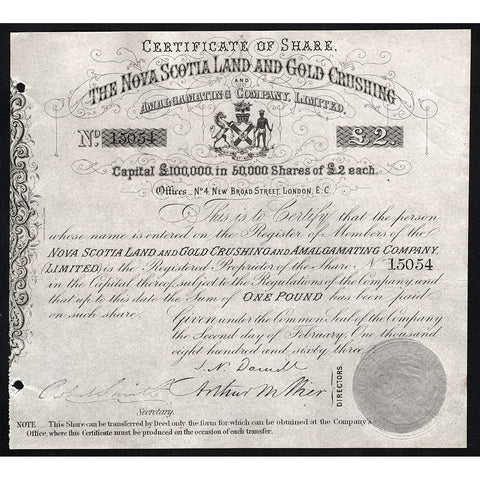 CERTIFICATE OF SHARE,
THE NOVA SCOTIA LAND AND GOLD CRUSHING
AND
AMALGAMATING COMPANY, LIMITED.
No. 15054
£2.
Capital £100,000, in 50,000 Shares of £2 each.
Offices _ No 4, New Broad Street, London, E.C.
This is to Certify that the person
whose name is entered on the Register of Members of the
NOVA SCOTIA LAND AND GOLD CRUSHING AND AMALGAMATING COMPANY,
LIMITED) is the Registered Proprietor of the Share No 15054
in the Capital thereof, subject to the Regulations of the Company and
that up to this date the Sum of ONE POUND has been paid
on such share.
Given under the Common Seal of the Company
the Second day of February, One thousand
eight hundred and sixty three.
DIRECTORS.
Arthur
Secretary.
NOTE __ This Share can be transferred by Deed only, the form for which can be obtained at the Company's
Office, where this Certificate must be produced on the occasion of each transfer.